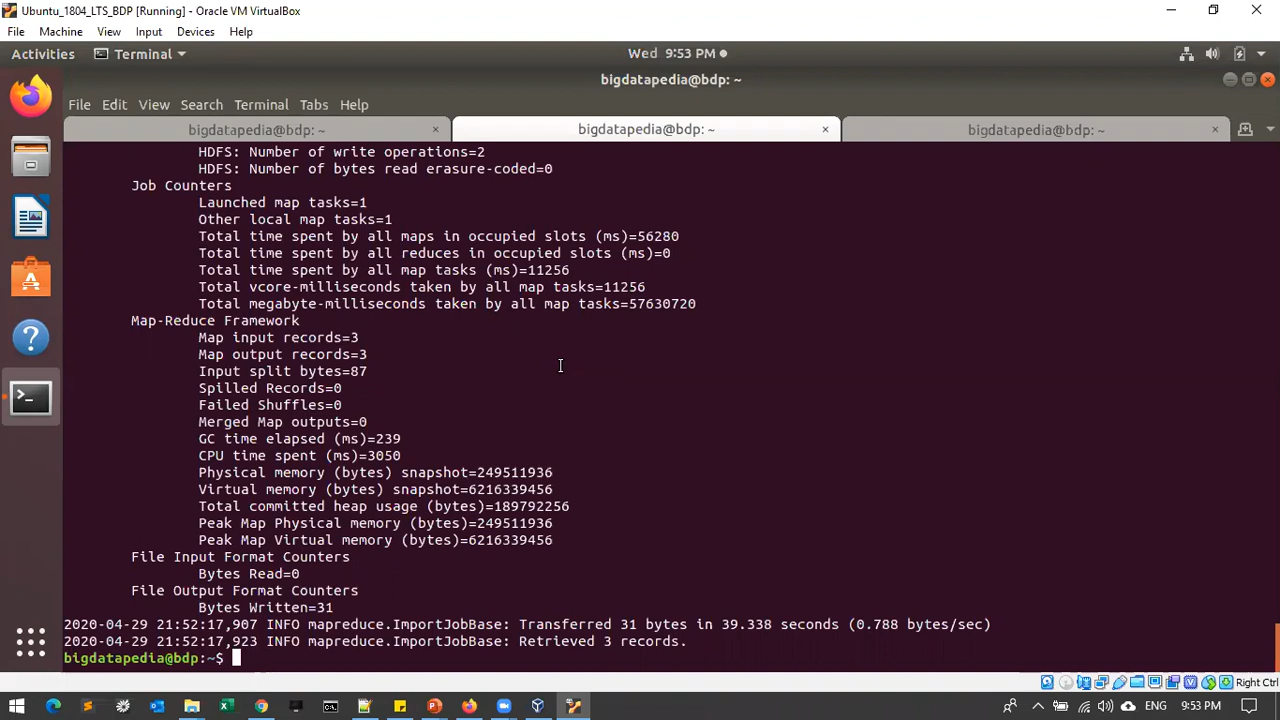 Ubuntu_1804_LTS_BDP [Running] - Oracle VM VirtualBox
File Machine View Input Devices Help
Activities Terminal Wed 9:53 PM
bigdatapedia@bdp: ~
File Edit View Search Terminal Tabs Help
bigdatapedia@bdp: ~ × bigdatapedia@bdp: ~ × bigdatapedia@bdp: ~ ×
HDFS: Number of write operations=2
HDFS: Number of bytes read erasure-coded=0
Job Counters
Launched map tasks=1
Other local map tasks=1
Total time spent by all maps in occupied slots (ms)=56280
Total time spent by all reduces in occupied slots (ms)=0
Total time spent by all map tasks (ms)=11256
Total vcore-milliseconds taken by all map tasks=11256
Total megabyte-milliseconds taken by all map tasks=57630720
Map-Reduce Framework
Map input records=3
Map output records=3
Input split bytes=87
Spilled Records=0
Failed Shuffles=0
Merged Map outputs=0
GC time elapsed (ms)=239
CPU time spent (ms)=3050
Physical memory (bytes) snapshot=249511936
Virtual memory (bytes) snapshot=6216339456
Total committed heap usage (bytes)=189792256
Peak Map Physical memory (bytes)=249511936
Peak Map Virtual memory (bytes)=6216339456
File Input Format Counters
Bytes Read=0
File Output Format Counters
Bytes Written=31
2020-04-29 21:52:17,907 INFO mapreduce.ImportJobBase: Transferred 31 bytes in 39.338 seconds (0.788 bytes/sec)
2020-04-29 21:52:17,923 INFO mapreduce.ImportJobBase: Retrieved 3 records.
bigdatapedia@bdp:~$
Right Ctrl
ENG 9:53 PM